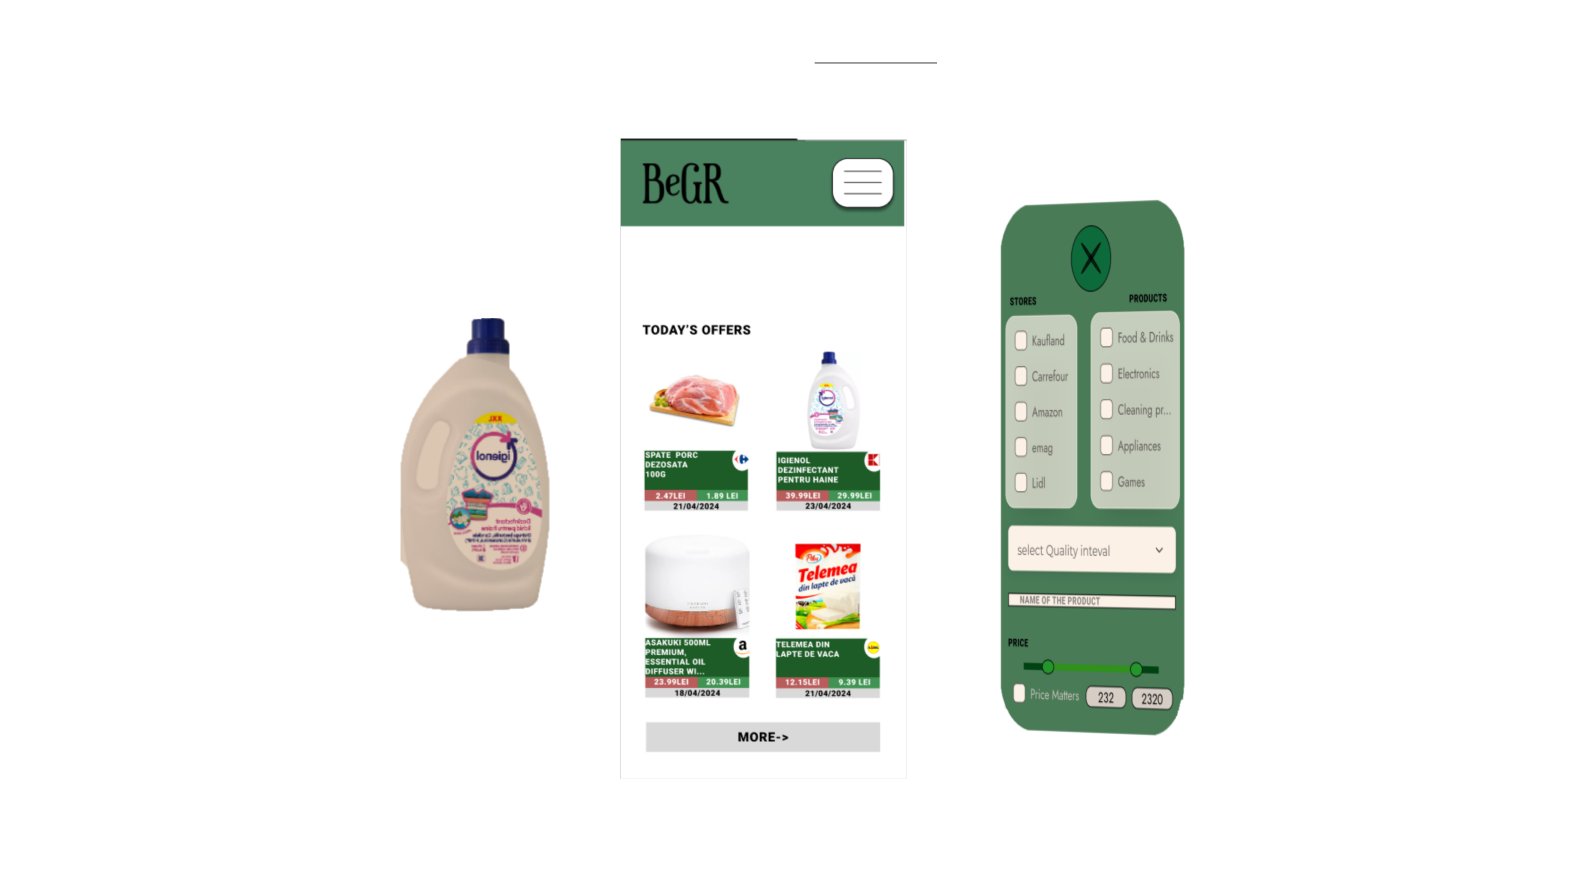 BeGR
TODAY'S OFFERS
SPATE PORC
DEZOSATA
100G
2.47LEI 1.89 LEI
21/04/2024
XXL
igienol
IGIENOL
DEZINFECTANT
PENTRU HAINE
39.99LEI 29.99LEI
23/04/2024
ASAKUKI 500ML
PREMIUM,
ESSENTIAL OIL
DIFFUSER WI...
a
23.99LEI 20.39LEI
18/04/2024
Pilos
Telemea
din lapte de vacă
TELEMEA DIN
LAPTE DE VACA
12.15LEI 9.39 LEI
21/04/2024
MORE->
X
STORES
Kaufland
Carrefour
Amazon
emag
Lidl
PRODUCTS
Food & Drinks
Electronics
Cleaning pr...
Appliances
Games
select Quality inteval
NAME OF THE PRODUCT
PRICE
Price Matters 232 2320